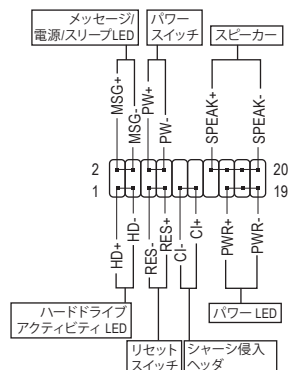 メッセージ/
電源/スリープLED
パワー
スイッチ
スピーカー
MSG+
MSG-
PW+
PW-
SPEAK+
SPEAK-
2
20
1
19
HD+
HD-
RES-
RES+
CI-
CI+
PWR+
PWR-
ハードドライブ
アクティビティ LED
リセット
スイッチ
シャーシ侵入
ヘッダ
パワー LED